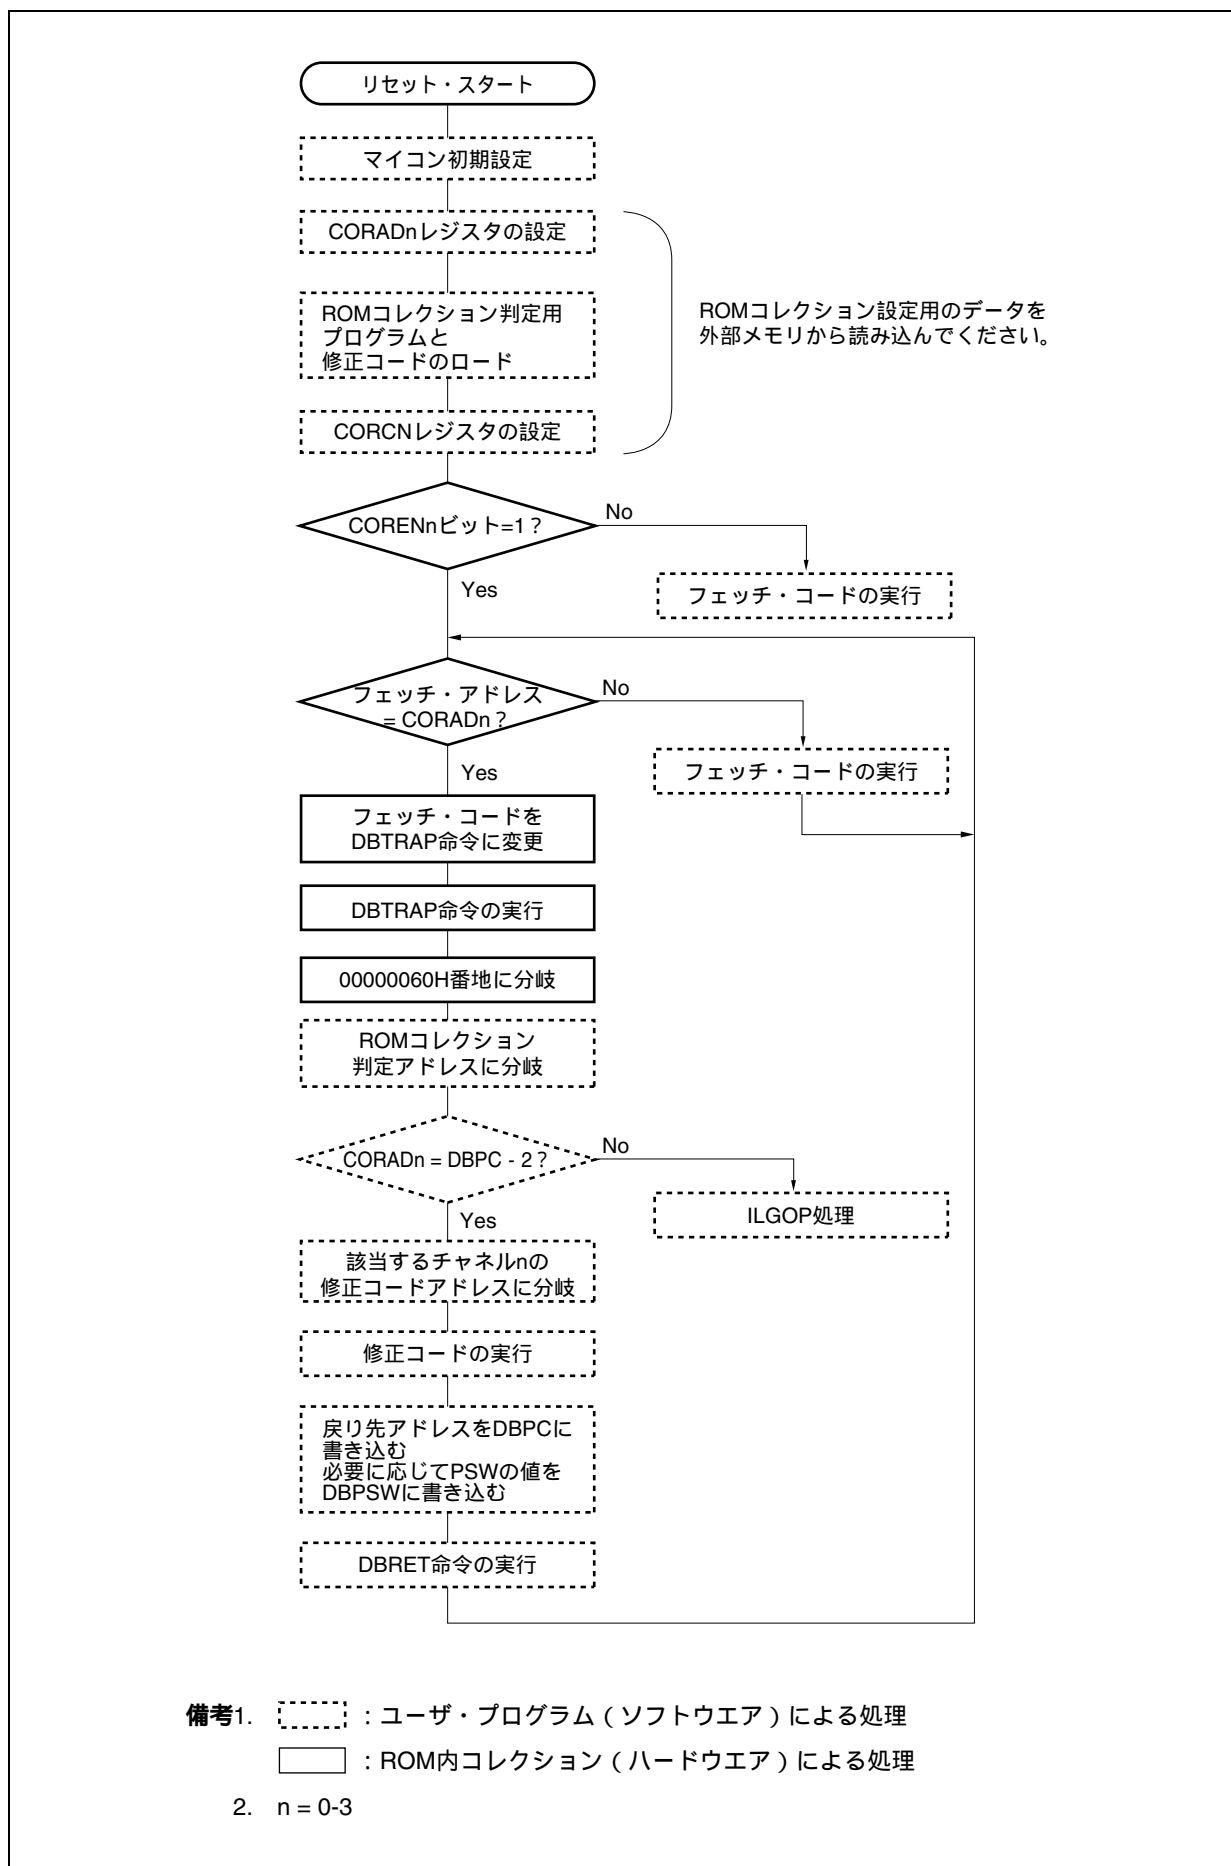 リセット・スタート
マイコン初期設定
CORADnレジスタの設定
ROMコレクション判定用
プログラムと
修正コードのロード
ROMコレクション設定用のデータを
外部メモリから読み込んでください。
CORCNレジスタの設定
CORENnビット=1？
No
Yes
フェッチ・コードの実行
フェッチ・アドレス
= CORADn？
No
Yes
フェッチ・コードの実行
フェッチ・コードを
DBTRAP命令に変更
DBTRAP命令の実行
00000060H番地に分岐
ROMコレクション
判定アドレスに分岐
CORADn = DBPC - 2？
No
Yes
ILGOP処理
該当するチャネルnの
修正コードアドレスに分岐
修正コードの実行
戻り先アドレスをDBPCに
書き込む
必要に応じてPSWの値を
DBPSWに書き込む
DBRET命令の実行
備考1. ：ユーザ・プログラム（ソフトウエア）による処理
：ROM内コレクション（ハードウエア）による処理
2. n = 0-3